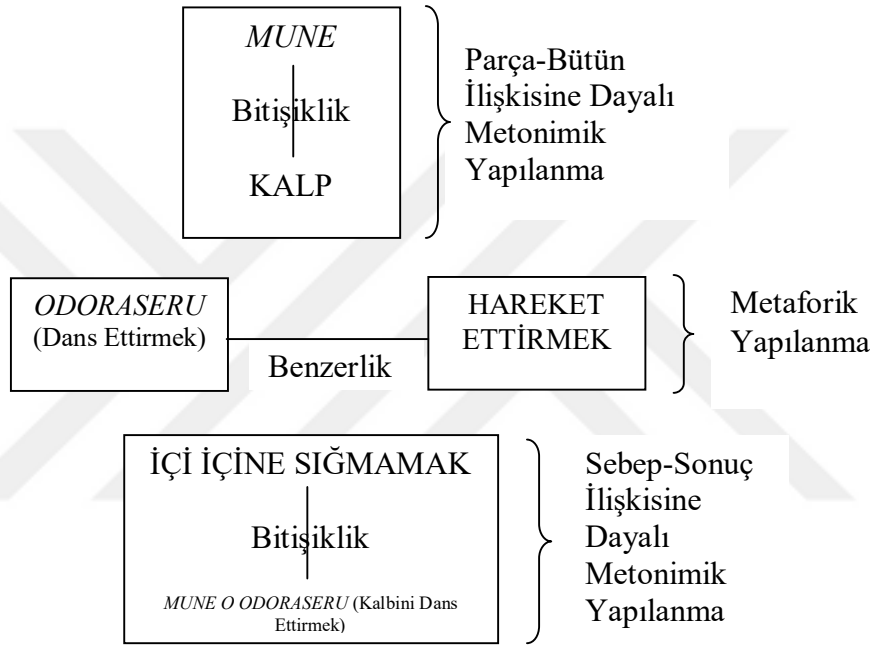 MUNE
Bitişiklik
KALP
Parça-Bütün
İlişkisine Dayalı
Metonimik
Yapılanma
ODORASERU
(Dans Ettirmek)
Benzerlik
HAREKET
ETTİRMEK
Metaforik
Yapılanma
İÇİ İÇİNE SIĞMAMAK
Bitişiklik
MUNE O ODORASERU (Kalbini Dans
Ettirmek)
Sebep-Sonuç
İlişkisine
Dayalı
Metonimik
Yapılanma